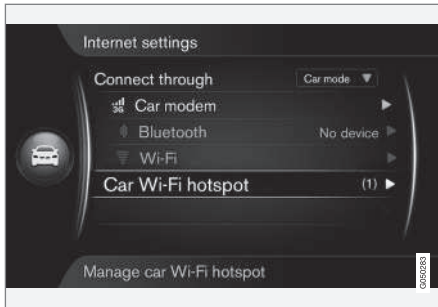 Internet settings
Connect through Car mode
3G Car modem
Bluetooth No device
Wi-Fi
Car Wi-Fi hotspot (1)
Manage car Wi-Fi hotspot
G050283